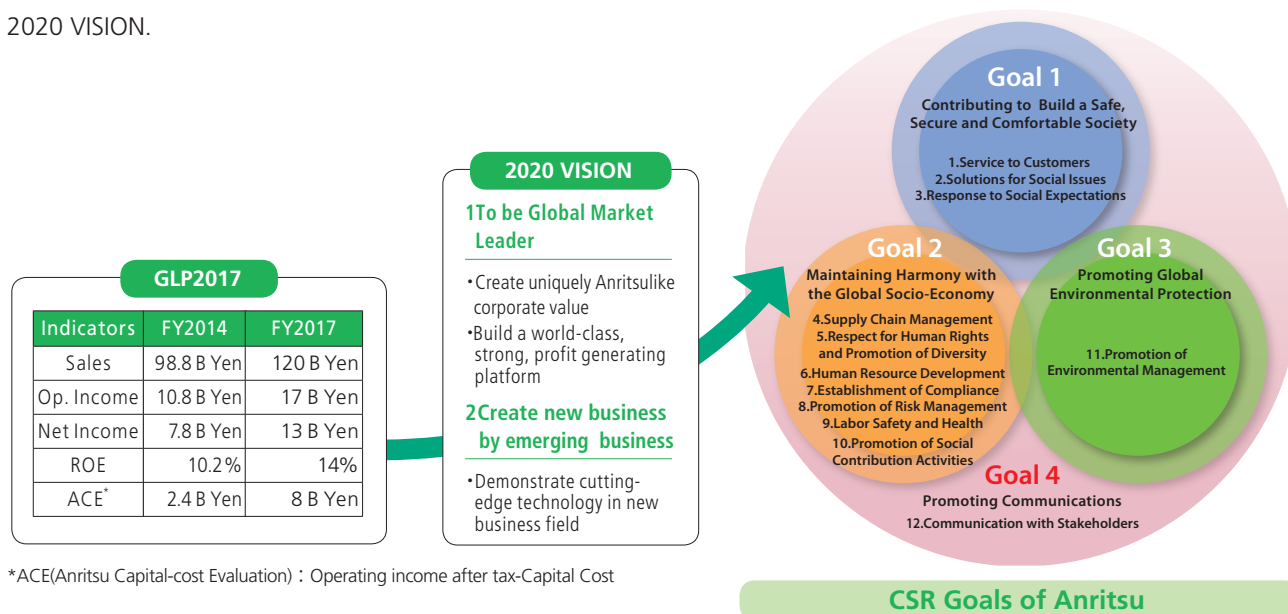 2020 VISION.
GLP2017
Indicators FY2014 FY2017
Sales 98.8 B Yen 120 B Yen
Op. Income 10.8 B Yen 17 B Yen
Net Income 7.8 B Yen 13 B Yen
ROE 10.2% 14%
ACE* 2.4 B Yen 8 B Yen
*ACE(Anritsu Capital-cost Evaluation)：Operating income after tax-Capital Cost
2020 VISION
1To be Global Market
Leader
・Create uniquely Anritsulike
corporate value
・Build a world-class,
strong, profit generating
platform
2Create new business
by emerging business
・Demonstrate cutting-
edge technology in new
business field
Goal 1
Contributing to Build a Safe,
Secure and Comfortable Society
1.Service to Customers
2.Solutions for Social Issues
3.Response to Social Expectations
Goal 2
Maintaining Harmony with
the Global Socio-Economy
4.Supply Chain Management
5.Respect for Human Rights
and Promotion of Diversity
6.Human Resource Development
7.Establishment of Compliance
8.Promotion of Risk Management
9.Labor Safety and Health
10.Promotion of Social
Contribution Activities
Goal 3
Promoting Global
Environmental Protection
11.Promotion of
Environmental Management
Goal 4
Promoting Communications
12.Communication with Stakeholders
CSR Goals of Anritsu